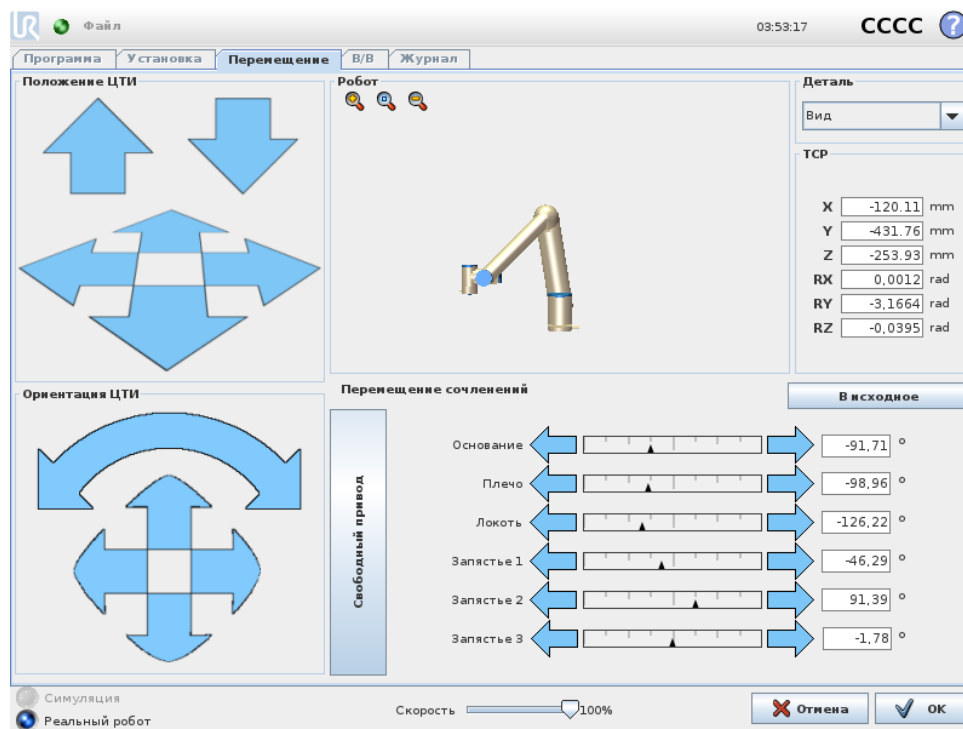 UR Файл 03:53:17 CCCC ?
Программа Установка Перемещение В/В Журнал
Положение ЦТИ
Робот
Деталь
Вид
TCP
X -120.11 mm
Y -431.76 mm
Z -253.93 mm
RX 0,0012 rad
RY -3,1664 rad
RZ -0,0395 rad
Ориентация ЦТИ
Перемещение сочленений
В исходное
Свободный привод
Основание -91,71 °
Плечо -98,96 °
Локоть -126,22 °
Запястье 1 -46,29 °
Запястье 2 91,39 °
Запястье 3 -1,78 °
Симуляция
Реальный робот
Скорость 100%
Отмена
OK